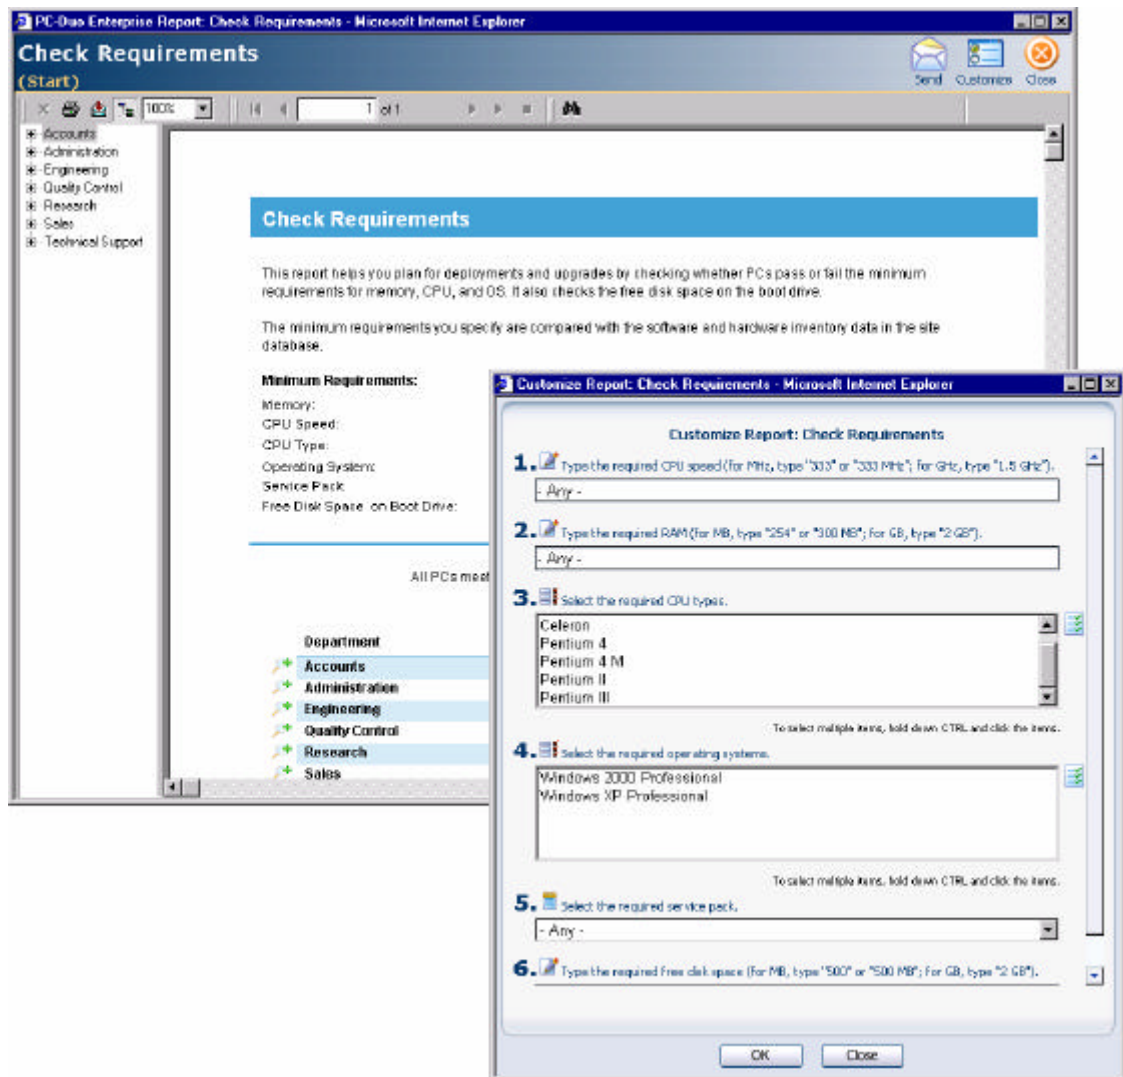 PC-Duo Enterprise Report: Check Requirements - Microsoft Internet Explorer
Check Requirements
(Start)
Send Customize Close
100%
1 of 1
Accounts
Administration
Engineering
Quality Control
Research
Sales
Technical Support
Check Requirements
This report helps you plan for deployments and upgrades by checking whether PCs pass or fail the minimum
requirements for memory, CPU, and OS. It also checks the free disk space on the boot drive.
The minimum requirements you specify are compared with the software and hardware inventory data in the site
database.
Minimum Requirements:
Memory:
CPU Speed:
CPU Type:
Operating System:
Service Pack
Free Disk Space on Boot Drive:
All PCs meet
Department
Accounts
Administration
Engineering
Quality Control
Research
Sales
Customize Report: Check Requirements - Microsoft Internet Explorer
Customize Report: Check Requirements
1. Type the required CPU speed (for MHz, type "333" or "333 MHz"; for GHz, type "1.5 GHz").
- Any -
2. Type the required RAM (for MB, type "254" or "300 MB"; for GB, type "2 GB").
- Any -
3. Select the required CPU types.
Celeron
Pentium 4
Pentium 4 M
Pentium II
Pentium III
To select multiple items, hold down CTRL and click the items.
4. Select the required operating systems.
Windows 2000 Professional
Windows XP Professional
To select multiple items, hold down CTRL and click the items.
5. Select the required service pack.
- Any -
6. Type the required free disk space (for MB, type "500" or "500 MB"; for GB, type "2 GB").
OK Close